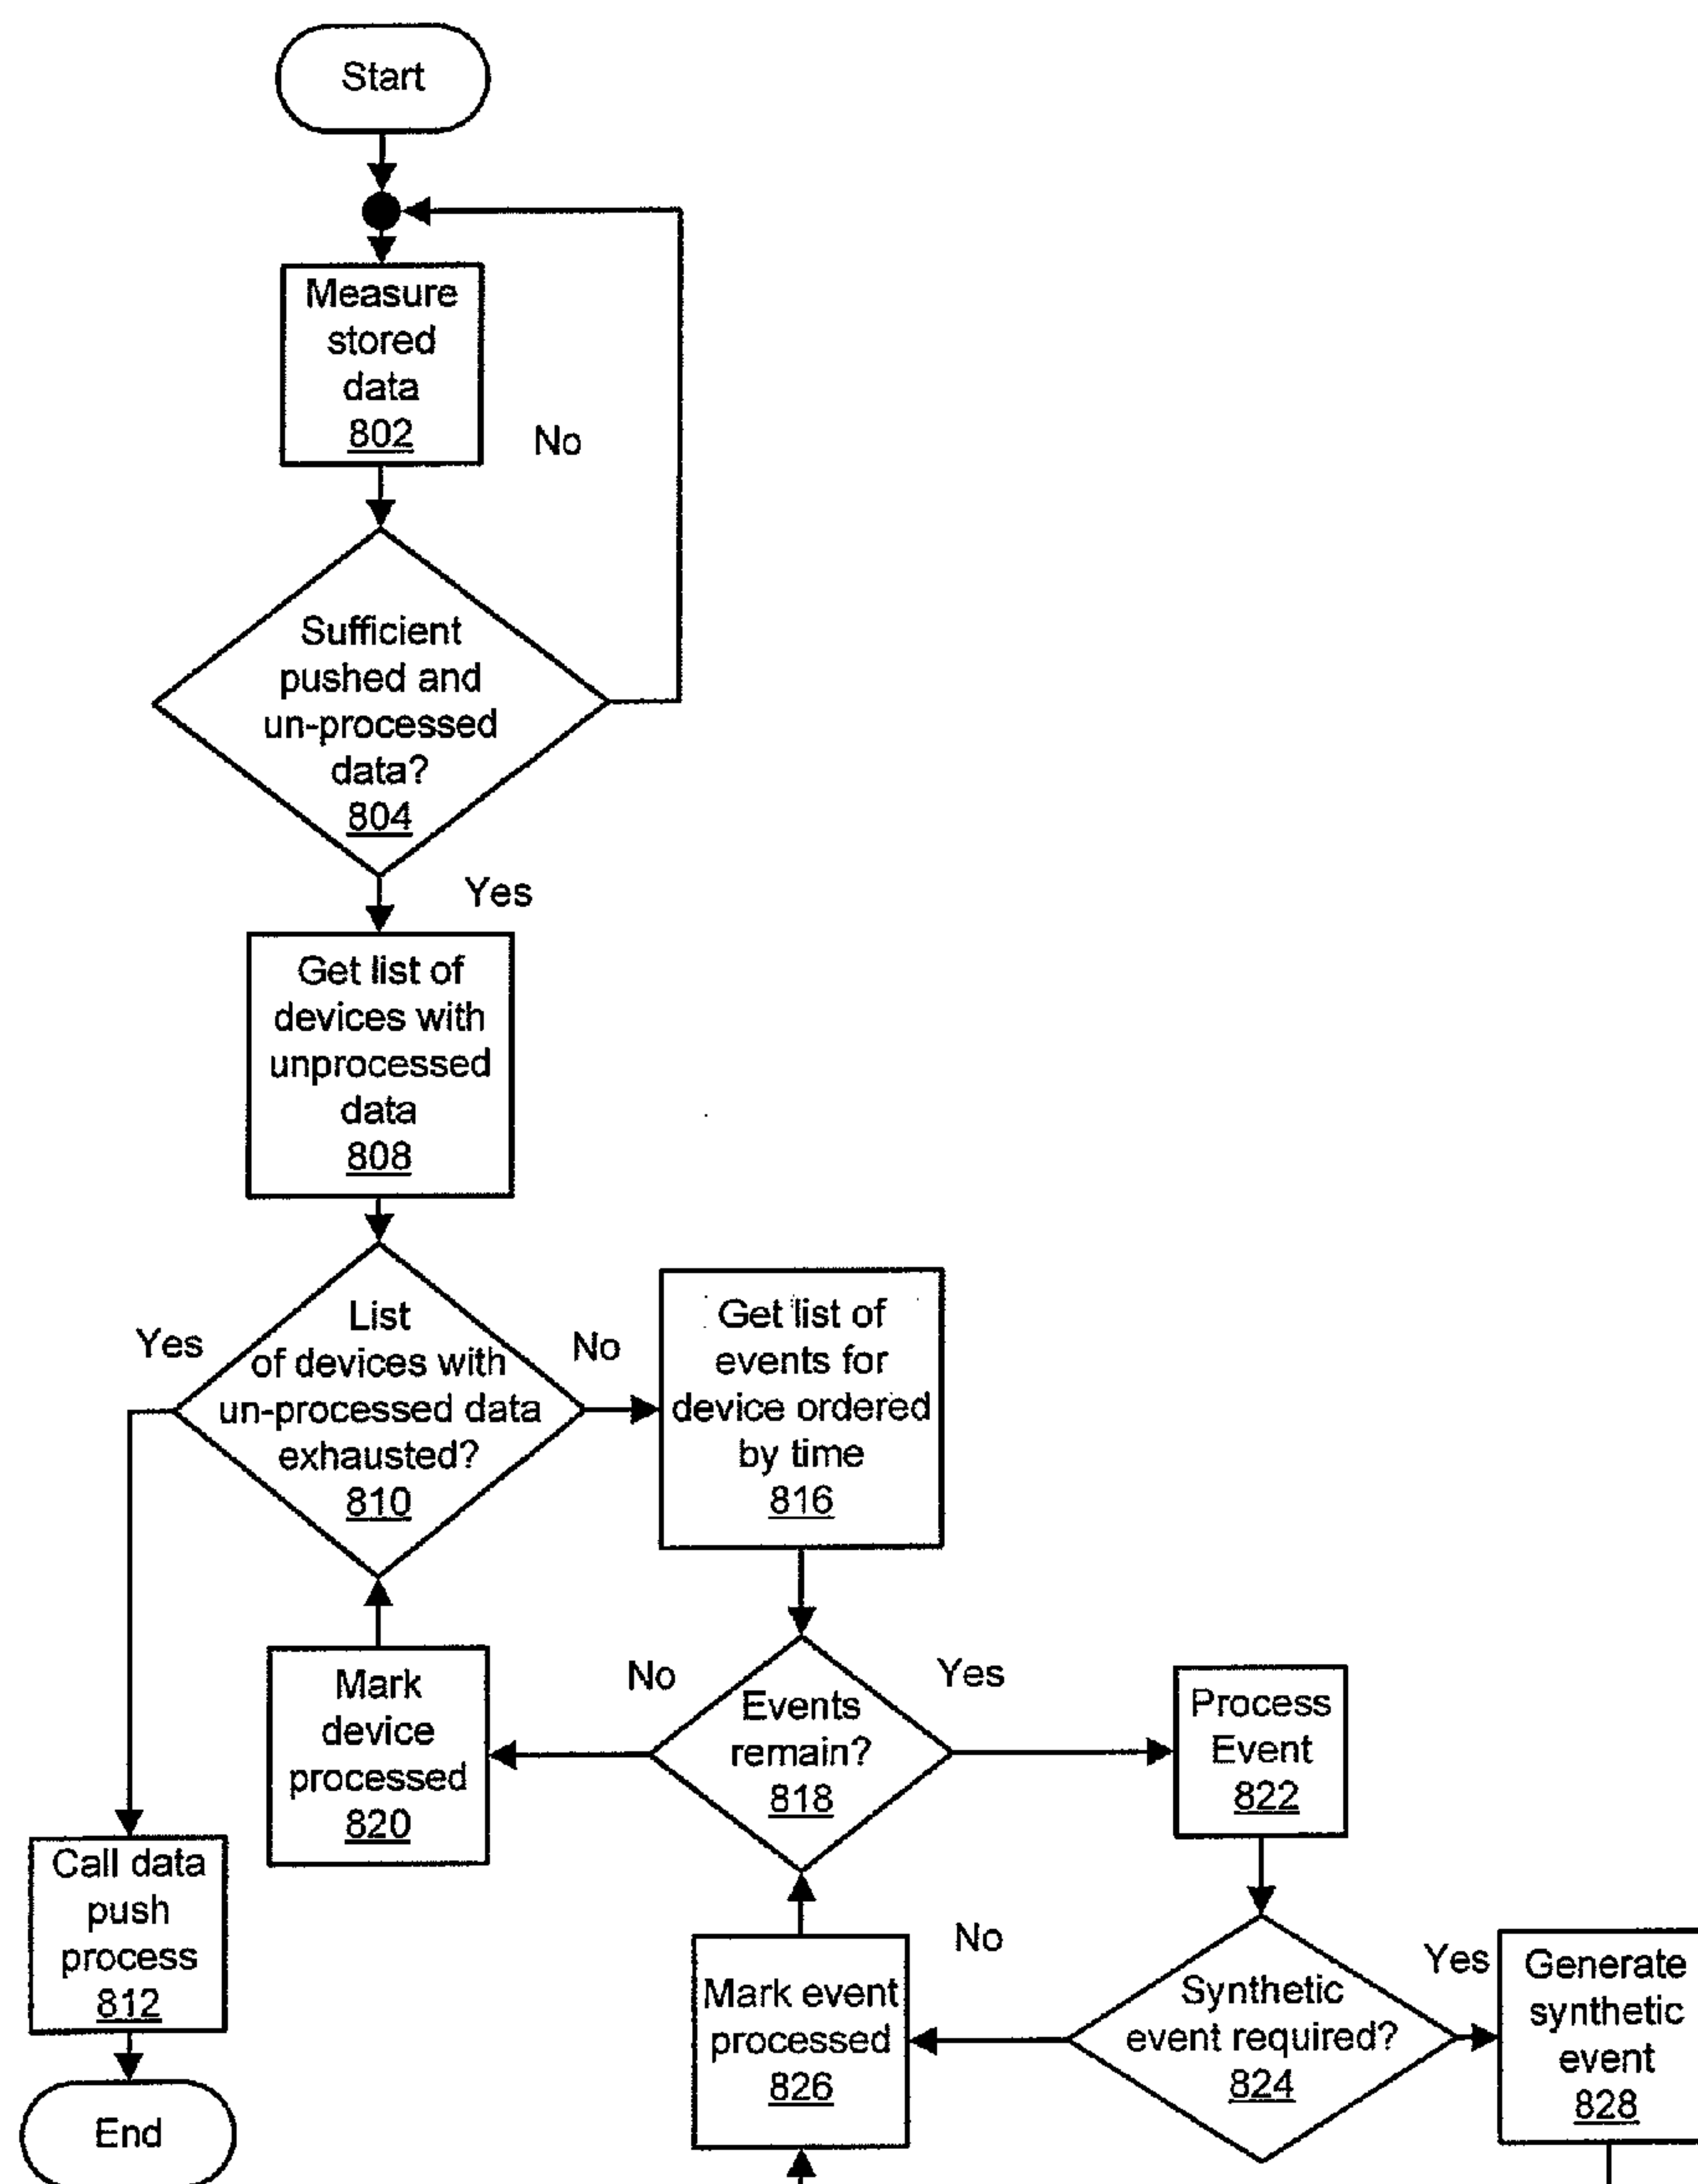 Start
Measure
stored
data
802
No
Sufficient
pushed and
un-processed
data?
804
Yes
Get list of
devices with
unprocessed
data
808
List
of devices with
un-processed data
exhausted?
810
Yes
No
Get list of
events for
device ordered
by time
816
Mark
device
processed
820
No
Events
remain?
818
Yes
Process
Event
822
Call data
push
process
812
End
Mark event
processed
826
No
Synthetic
event required?
824
Yes
Generate
synthetic
event
828